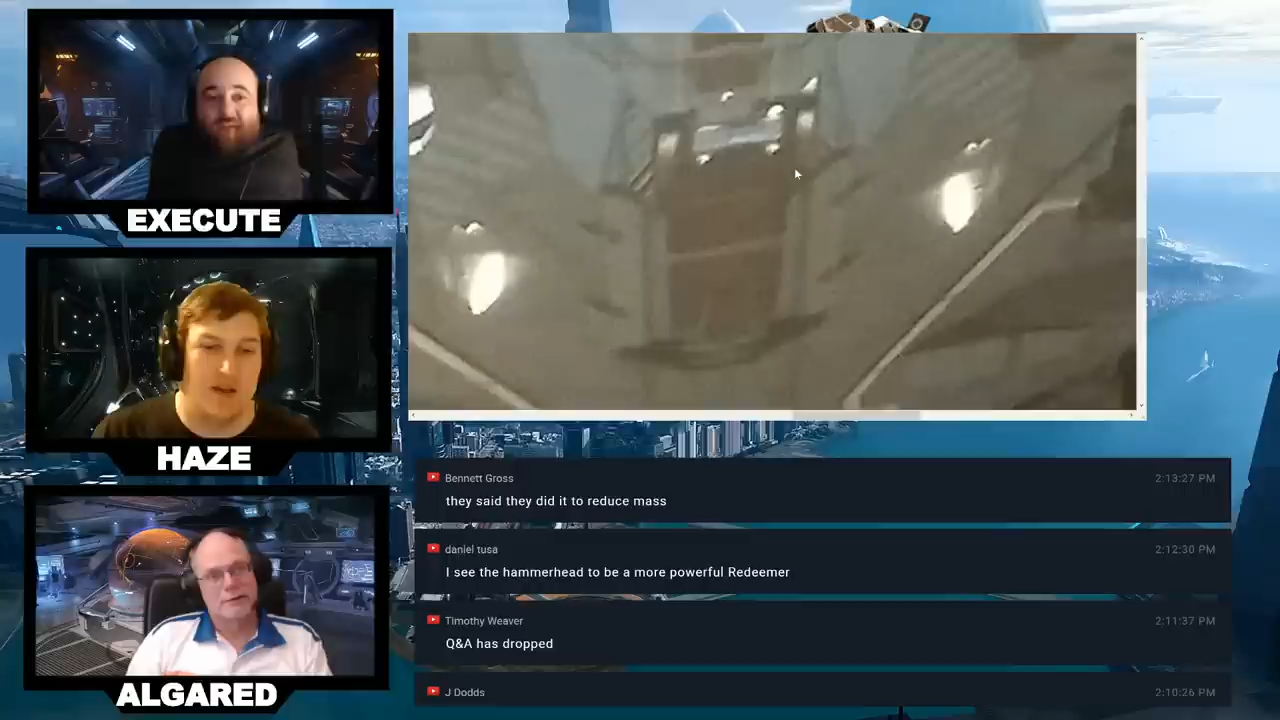 EXECUTE
HAZE
ALGARED
Bennett Gross 2:13:27 PM
they said they did it to reduce mass
daniel tusa 2:12:30 PM
I see the hammerhead to be a more powerful Redeemer
Timothy Weaver 2:11:37 PM
Q&A has dropped
J Dodds 2:10:26 PM